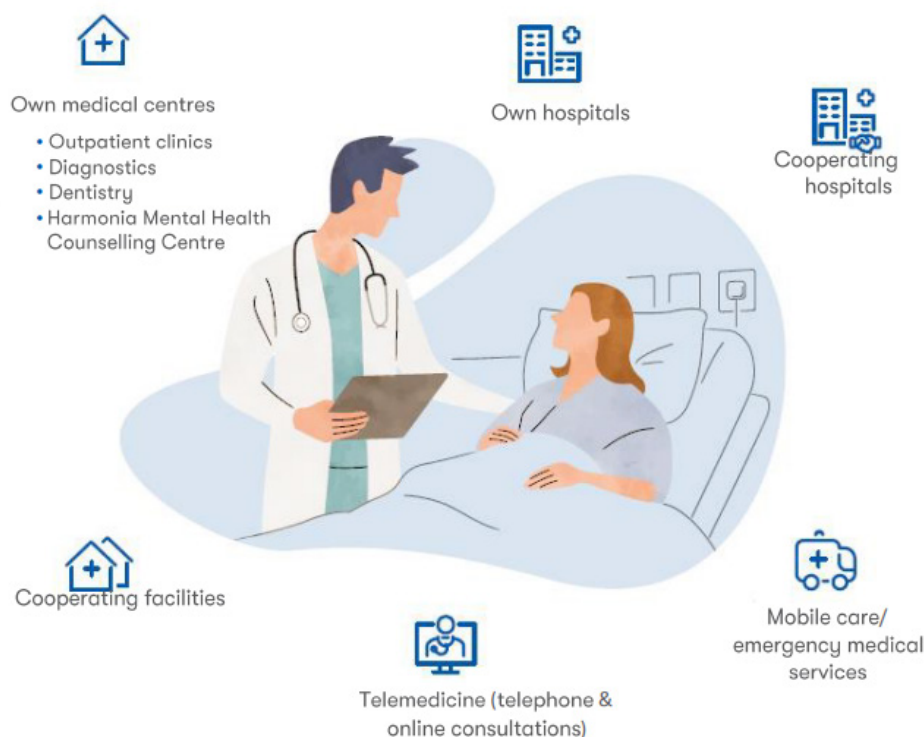 Own medical centres
• Outpatient clinics
• Diagnostics
• Dentistry
• Harmonia Mental Health
Counselling Centre
Own hospitals
Cooperating
hospitals
Cooperating facilities
Telemedicine (telephone &
online consultations)
Mobile care/
emergency medical
services